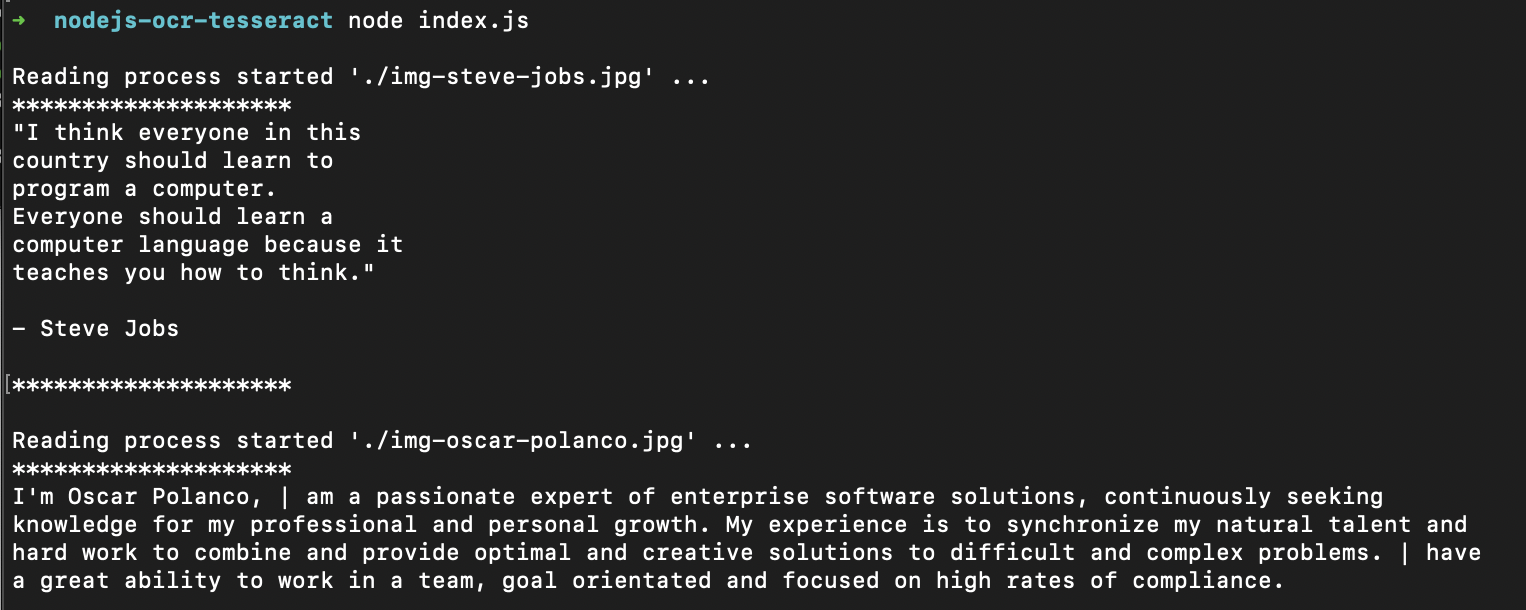 ➜ nodejs-ocr-tesseract node index.js
Reading process started './img-steve-jobs.jpg' ...
********************
"I think everyone in this
country should learn to
program a computer.
Everyone should learn a
computer language because it
teaches you how to think."
– Steve Jobs
[********************
Reading process started './img-oscar-polanco.jpg' ...
********************
I'm Oscar Polanco, | am a passionate expert of enterprise software solutions, continuously seeking
knowledge for my professional and personal growth. My experience is to synchronize my natural talent and
hard work to combine and provide optimal and creative solutions to difficult and complex problems. | have
a great ability to work in a team, goal orientated and focused on high rates of compliance.